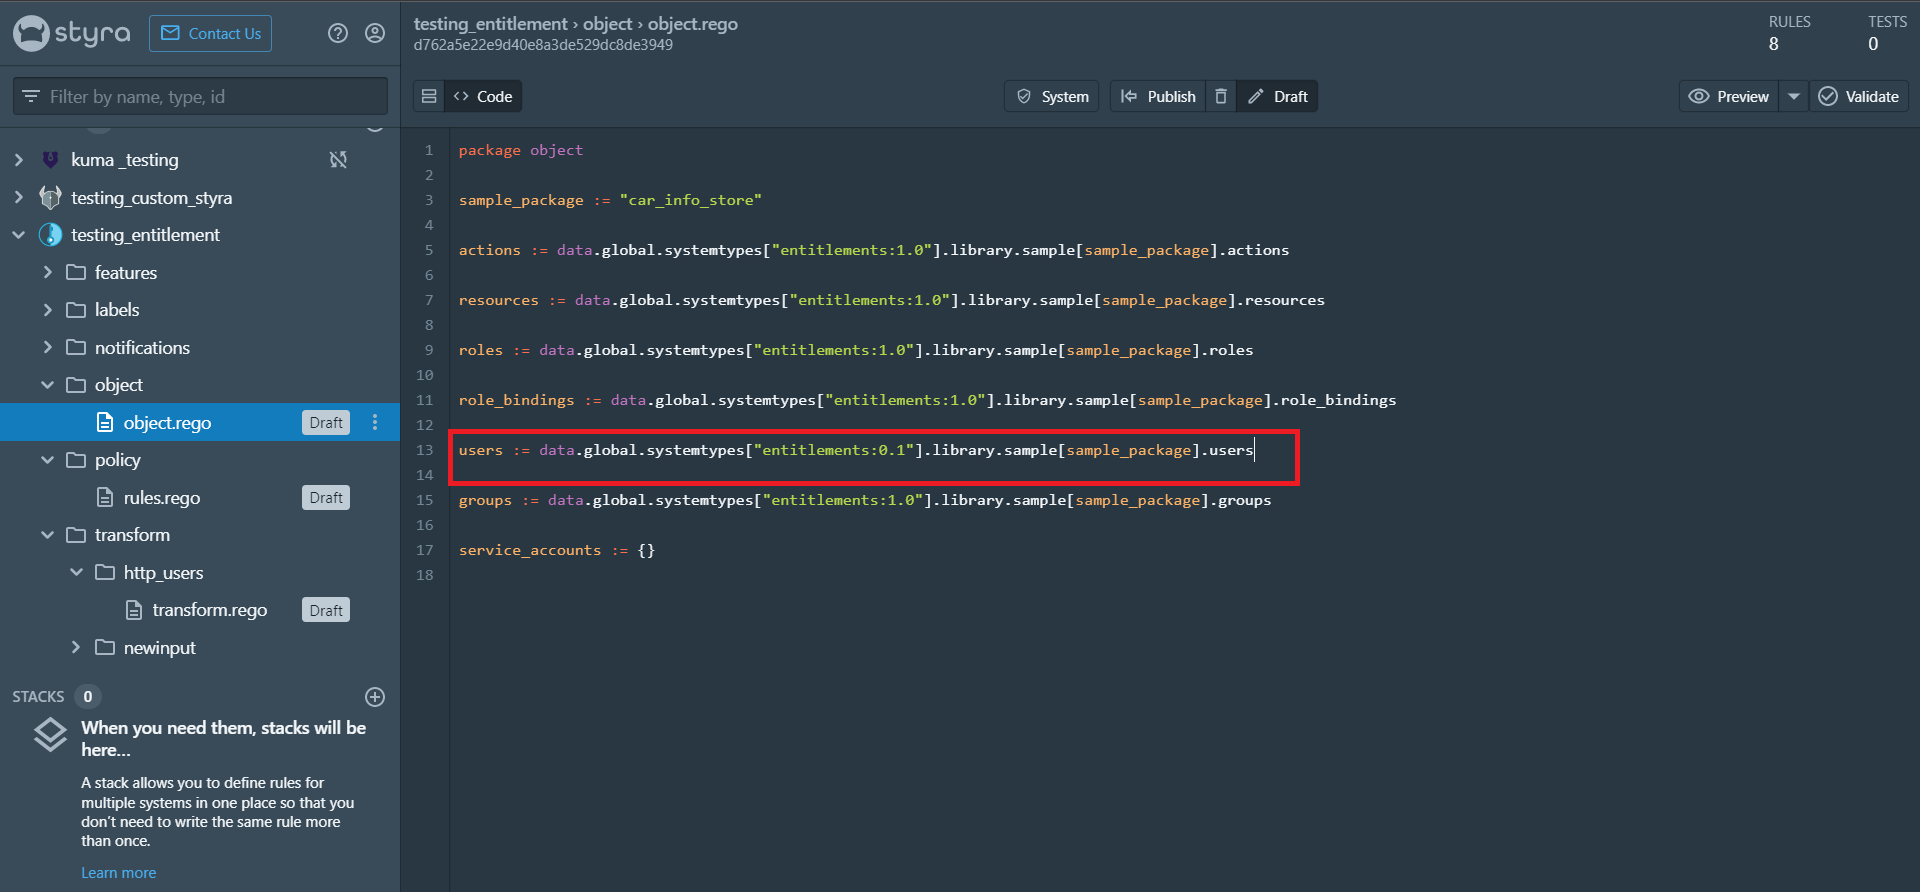 styra
Contact Us
Filter by name, type, id
kuma _testing
testing_custom_styra
testing_entitlement
features
labels
notifications
object
object.rego Draft
policy
rules.rego Draft
transform
http_users
transform.rego Draft
newinput
STACKS 0
When you need them, stacks will be
here...
A stack allows you to define rules for
multiple systems in one place so that you
don't need to write the same rule more
than once.
Learn more
testing_entitlement › object › object.rego
d762a5e22e9d40e8a3de529dc8de3949
RULES
8
TESTS
0
<> Code
System
Publish
Draft
Preview
Validate
1 package object
2
3 sample_package := "car_info_store"
4
5 actions := data.global.systemtypes["entitlements:1.0"].library.sample[sample_package].actions
6
7 resources := data.global.systemtypes["entitlements:1.0"].library.sample[sample_package].resources
8
9 roles := data.global.systemtypes["entitlements:1.0"].library.sample[sample_package].roles
10
11 role_bindings := data.global.systemtypes["entitlements:1.0"].library.sample[sample_package].role_bindings
12
13 users := data.global.systemtypes["entitlements:0.1"].library.sample[sample_package].users
14
15 groups := data.global.systemtypes["entitlements:1.0"].library.sample[sample_package].groups
16
17 service_accounts := {}
18